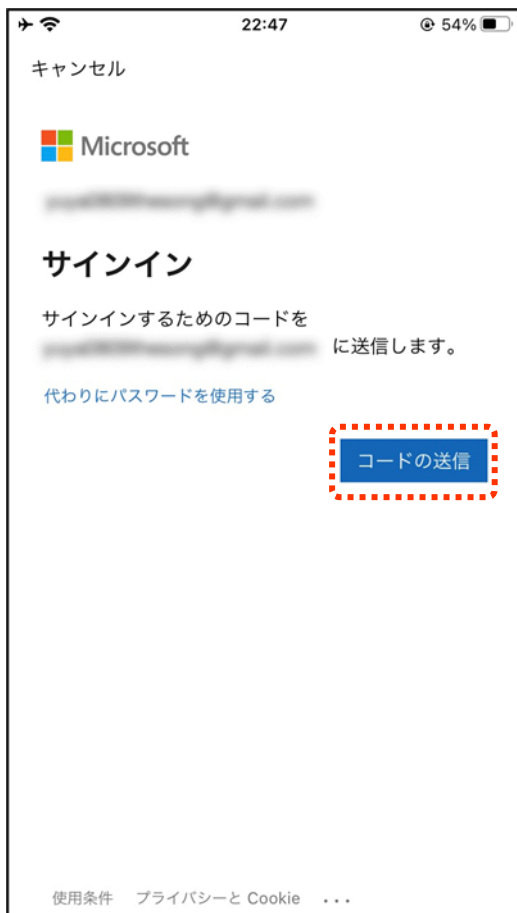 22:47
54%
キャンセル
Microsoft
サインイン
サインインするためのコードを
に送信します。
代わりにパスワードを使用する
コードの送信
使用条件 プライバシーと Cookie ...